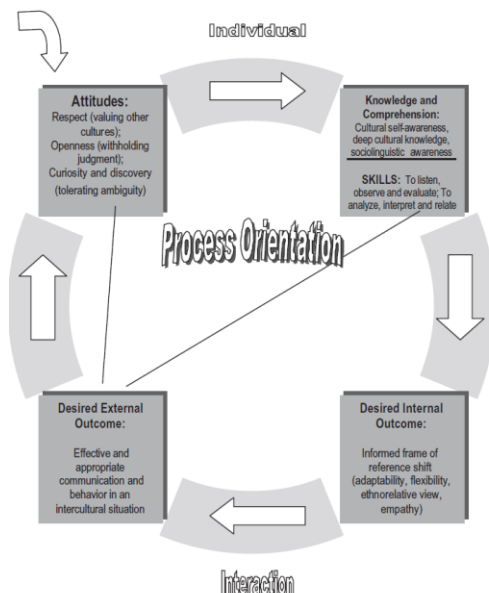 Individual
Attitudes:
Respect (valuing other
cultures);
Openness (withholding
judgment);
Curiosity and discovery
(tolerating ambiguity)
Knowledge and
Comprehension:
Cultural self-awareness,
deep cultural knowledge,
sociolinguistic awareness
SKILLS: To listen,
observe and evaluate; To
analyze, interpret and relate
Process Orientation
Desired External
Outcome:
Effective and
appropriate
communication and
behavior in an
intercultural situation
Desired Internal
Outcome:
Informed frame of
reference shift
(adaptability, flexibility,
ethnorelative view,
empathy)
Interaction